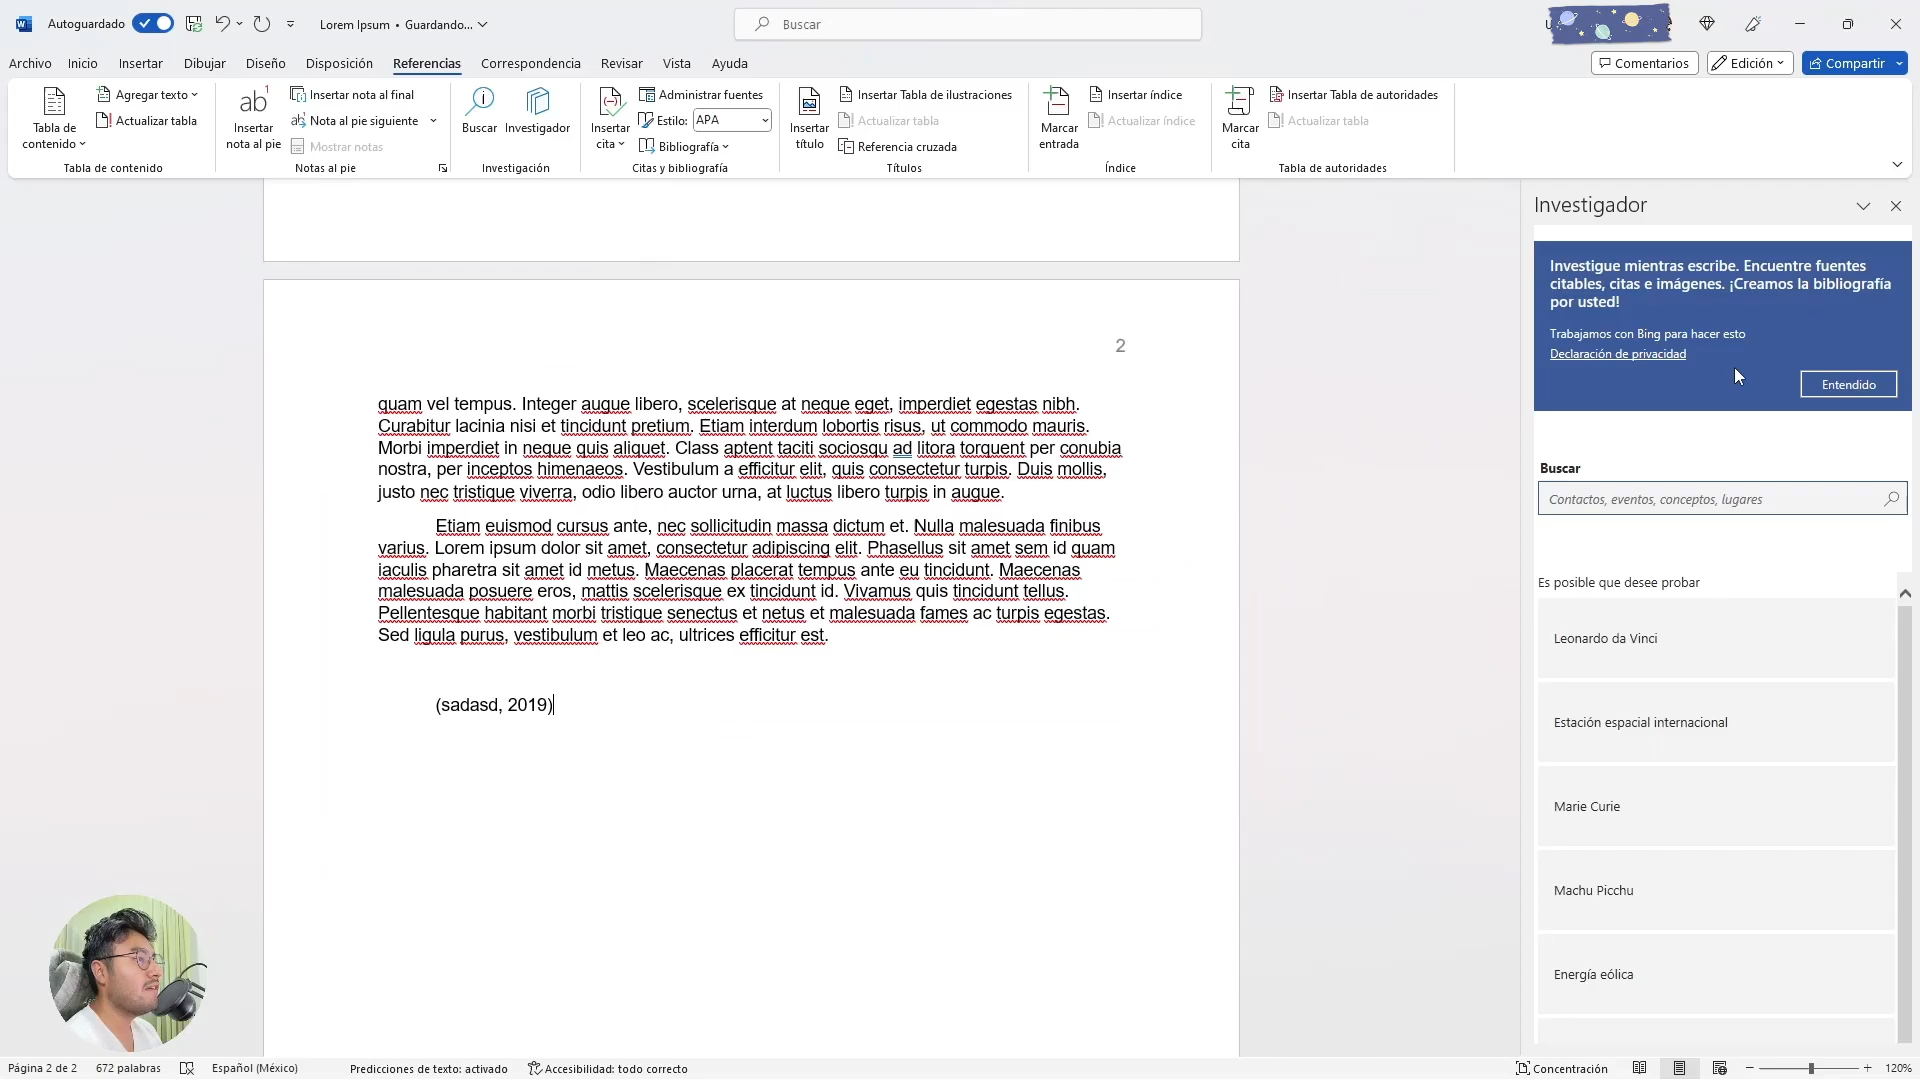 Autoguardado
Lorem Ipsum • Guardando...
Buscar
Archivo Inicio Insertar Dibujar Diseño Disposición Referencias Correspondencia Revisar Vista Ayuda
Comentarios Edición Compartir
Tabla de contenido
Agregar texto
Actualizar tabla
Tabla de contenido
ab1
Insertar nota al pie
Insertar nota al final
Nota al pie siguiente
Mostrar notas
Notas al pie
Buscar
Investigador
Investigación
Insertar cita
Administrar fuentes
Estilo: APA
Bibliografía
Citas y bibliografía
Insertar título
Insertar Tabla de ilustraciones
Actualizar tabla
Referencia cruzada
Títulos
Marcar entrada
Insertar índice
Actualizar índice
Índice
Marcar cita
Insertar Tabla de autoridades
Actualizar tabla
Tabla de autoridades
2
quam vel tempus. Integer augue libero, scelerisque at neque eget, imperdiet egestas nibh.
Curabitur lacinia nisi et tincidunt pretium. Etiam interdum lobortis risus, ut commodo mauris.
Morbi imperdiet in neque quis aliquet. Class aptent taciti sociosqu ad litora torquent per conubia
nostra, per inceptos himenaeos. Vestibulum a efficitur elit, quis consectetur turpis. Duis mollis,
justo nec tristique viverra, odio libero auctor urna, at luctus libero turpis in augue.
Etiam euismod cursus ante, nec sollicitudin massa dictum et. Nulla malesuada finibus
varius. Lorem ipsum dolor sit amet, consectetur adipiscing elit. Phasellus sit amet sem id quam
iaculis pharetra sit amet id metus. Maecenas placerat tempus ante eu tincidunt. Maecenas
malesuada posuere eros, mattis scelerisque ex tincidunt id. Vivamus quis tincidunt tellus.
Pellentesque habitant morbi tristique senectus et netus et malesuada fames ac turpis egestas.
Sed ligula purus, vestibulum et leo ac, ultrices efficitur est.
(sadasd, 2019)
Investigador
Investigue mientras escribe. Encuentre fuentes
citables, citas e imágenes. ¡Creamos la bibliografía
por usted!
Trabajamos con Bing para hacer esto
Declaración de privacidad
Entendido
Buscar
Contactos, eventos, conceptos, lugares
Es posible que desee probar
Leonardo da Vinci
Estación espacial internacional
Marie Curie
Machu Picchu
Energía eólica
Página 2 de 2 672 palabras Español (México) Predicciones de texto: activado Accesibilidad: todo correcto
Concentración 120%